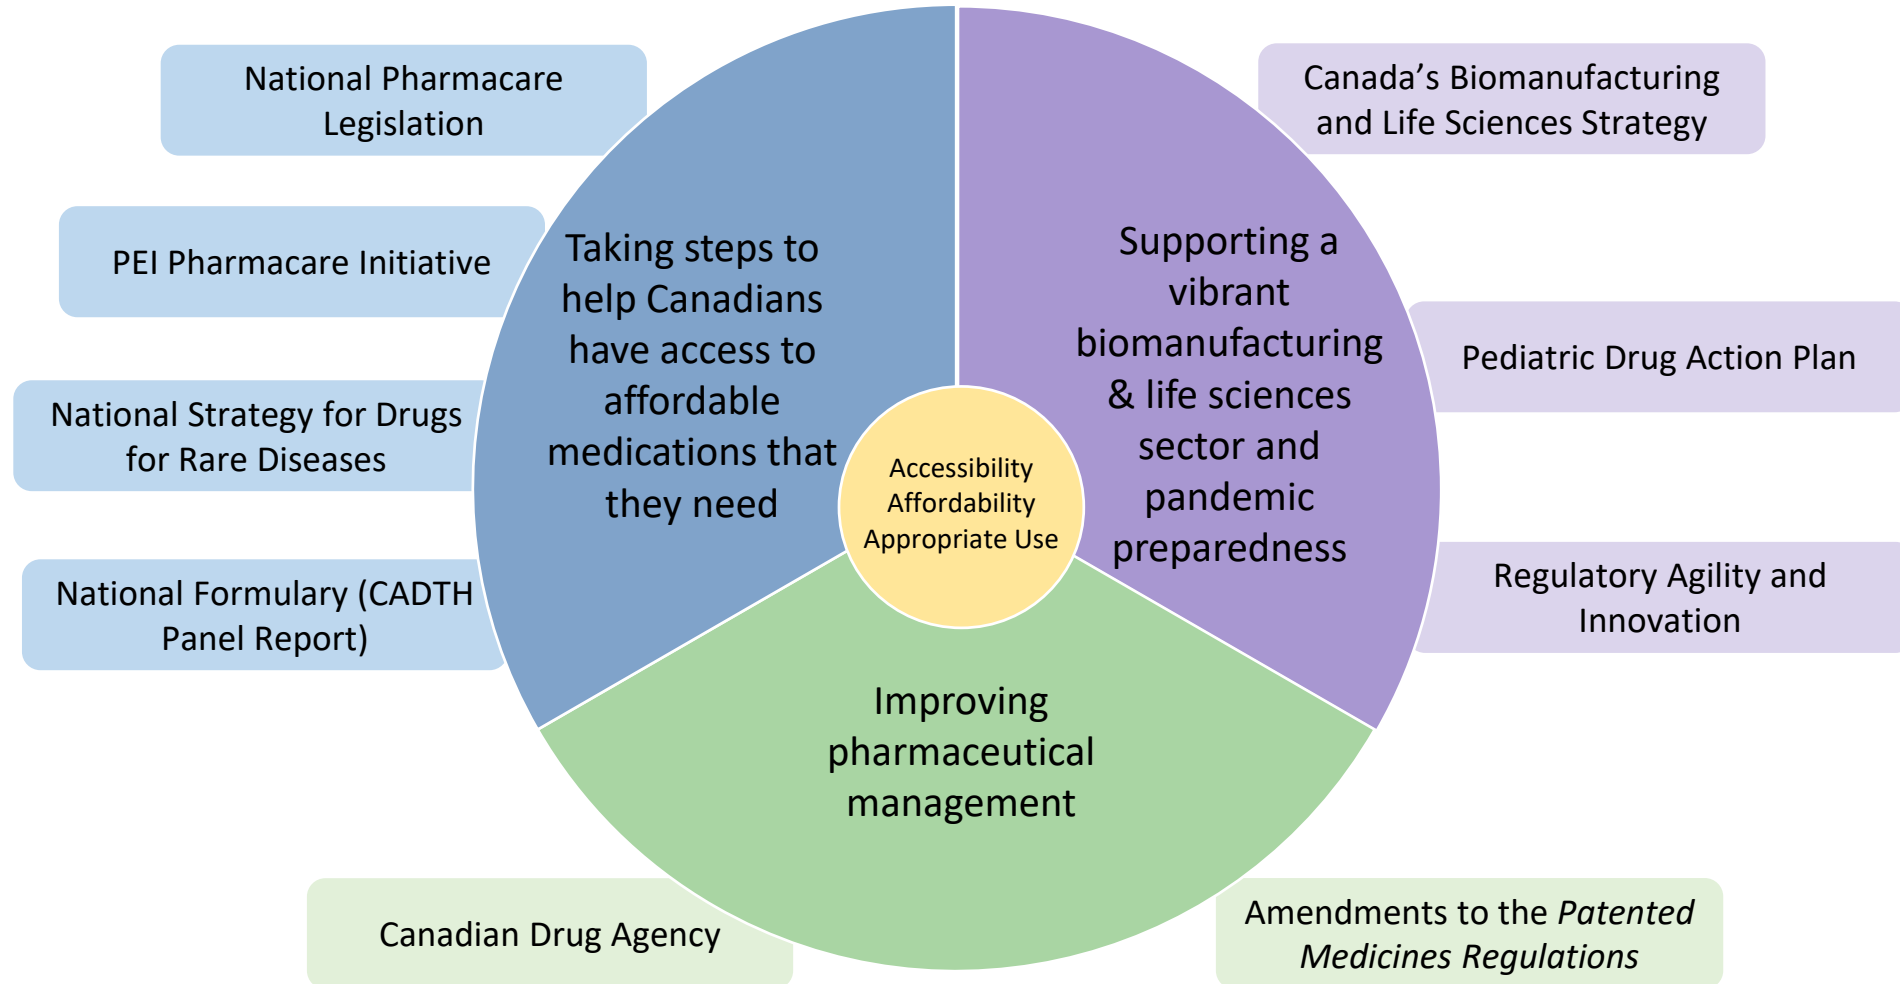 National Pharmacare
Legislation
PEI Pharmacare Initiative
National Strategy for Drugs
for Rare Diseases
National Formulary (CADTH
Panel Report)
Taking steps to
help Canadians
have access to
affordable
medications that
they need
Accessibility
Affordability
Appropriate Use
Supporting a
vibrant
biomanufacturing
& life sciences
sector and
pandemic
preparedness
Canada’s Biomanufacturing
and Life Sciences Strategy
Pediatric Drug Action Plan
Regulatory Agility and
Innovation
Improving
pharmaceutical
management
Canadian Drug Agency
Amendments to the Patented
Medicines Regulations